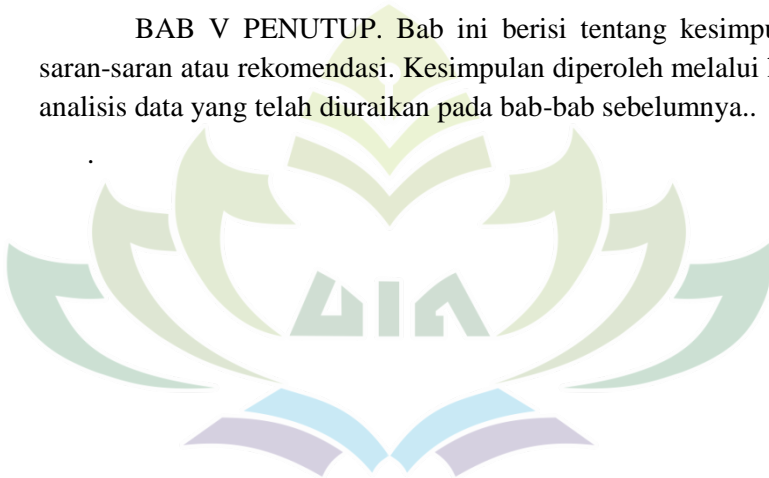 BAB V PENUTUP. Bab ini berisi tentang
saran-saran atau rekomendasi. Kesimpulan diperoleh melalui
analisis data yang telah diuraikan pada bab-bab sebelumnya..
.
UIN